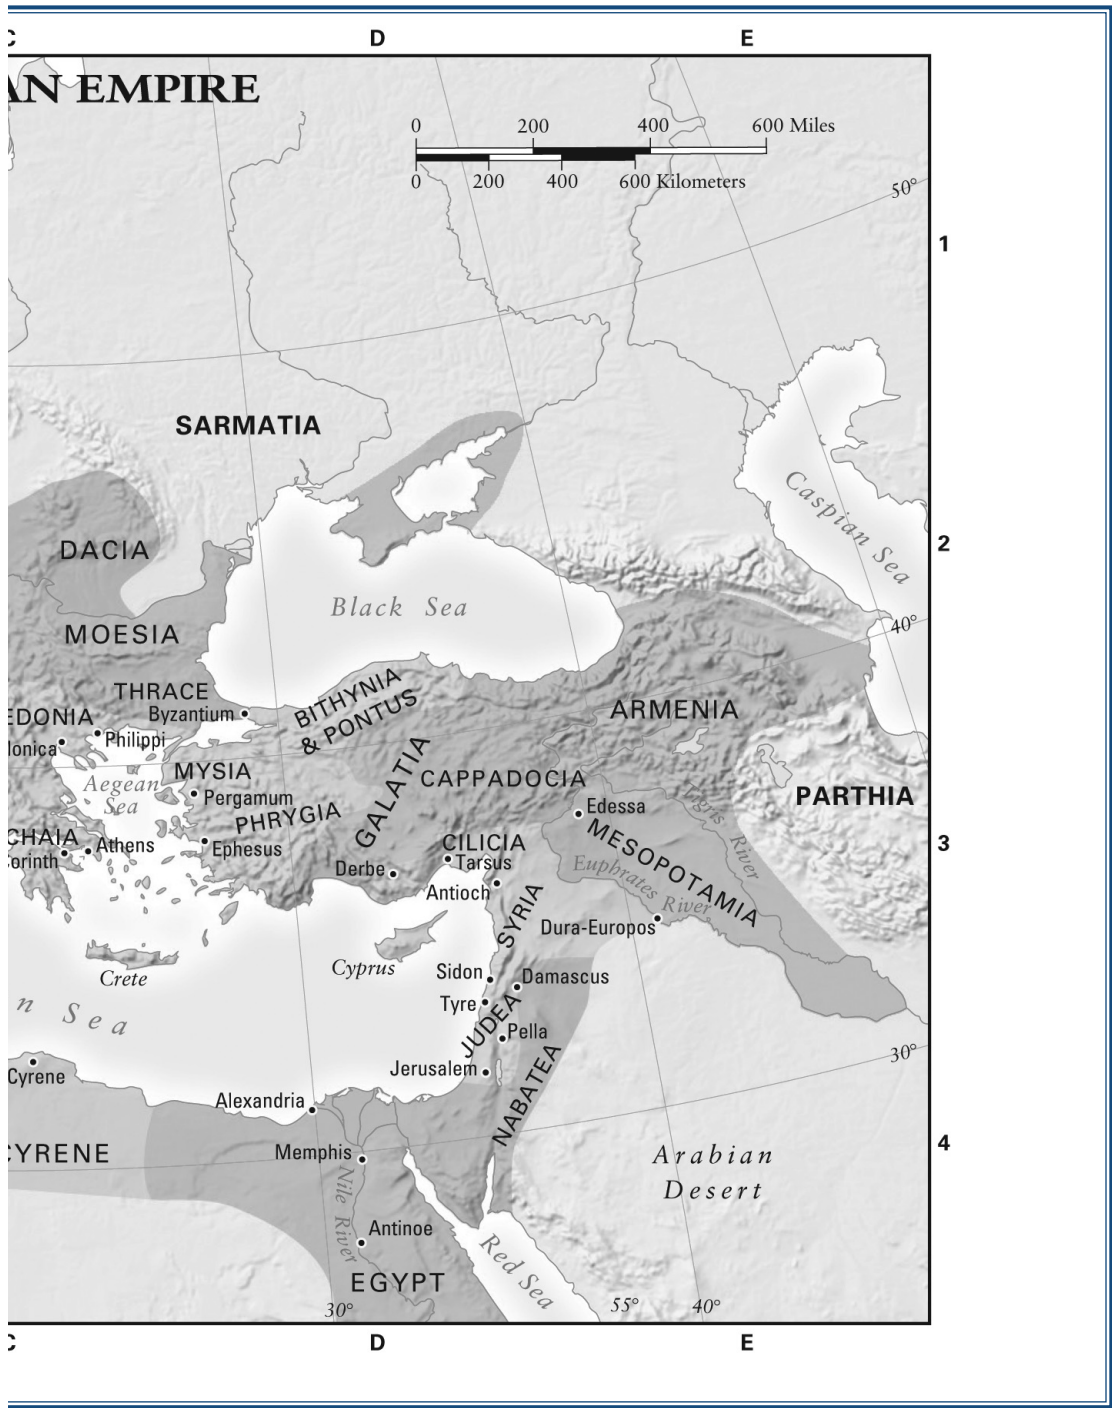 C D E
AN EMPIRE
0 200 400 600 Miles
0 200 400 600 Kilometers
50°
1
SARMATIA
Caspian Sea
2
DACIA
Black Sea
40°
MOESIA
THRACE
Byzantium
BITHYNIA
& PONTUS
ARMENIA
EDONIA
Philippi
lonica
MYSIA
Aegean
Sea
Pergamum
GALATIA
CAPPADOCIA
PARTHIA
Tigris River
Edessa
PHRYGIA
MESOPOTAMIA
3
CHAIA
Athens
orinth
Ephesus
CILICIA
Tarsus
Derbe
Antioch
Euphrates River
SYRIA
Dura-Europos
Crete
Cyprus
Sidon
Damascus
Tyre
n Sea
JUDEA
Pella
30°
Jerusalem
Cyrene
NABATEA
Alexandria
4
CYRENE
Memphis
Arabian
Desert
Nile River
Antinoe
Red Sea
EGYPT
30°
55°
40°
C D E